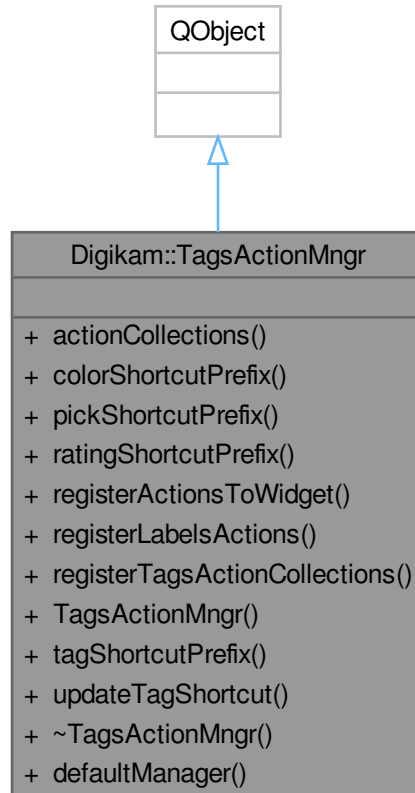 QObject
Digikam::TagsActionMngr
+ actionCollections()
+ colorShortcutPrefix()
+ pickShortcutPrefix()
+ ratingShortcutPrefix()
+ registerActionsToWidget()
+ registerLabelsActions()
+ registerTagsActionCollections()
+ TagsActionMngr()
+ tagShortcutPrefix()
+ updateTagShortcut()
+ ~TagsActionMngr()
+ defaultManager()